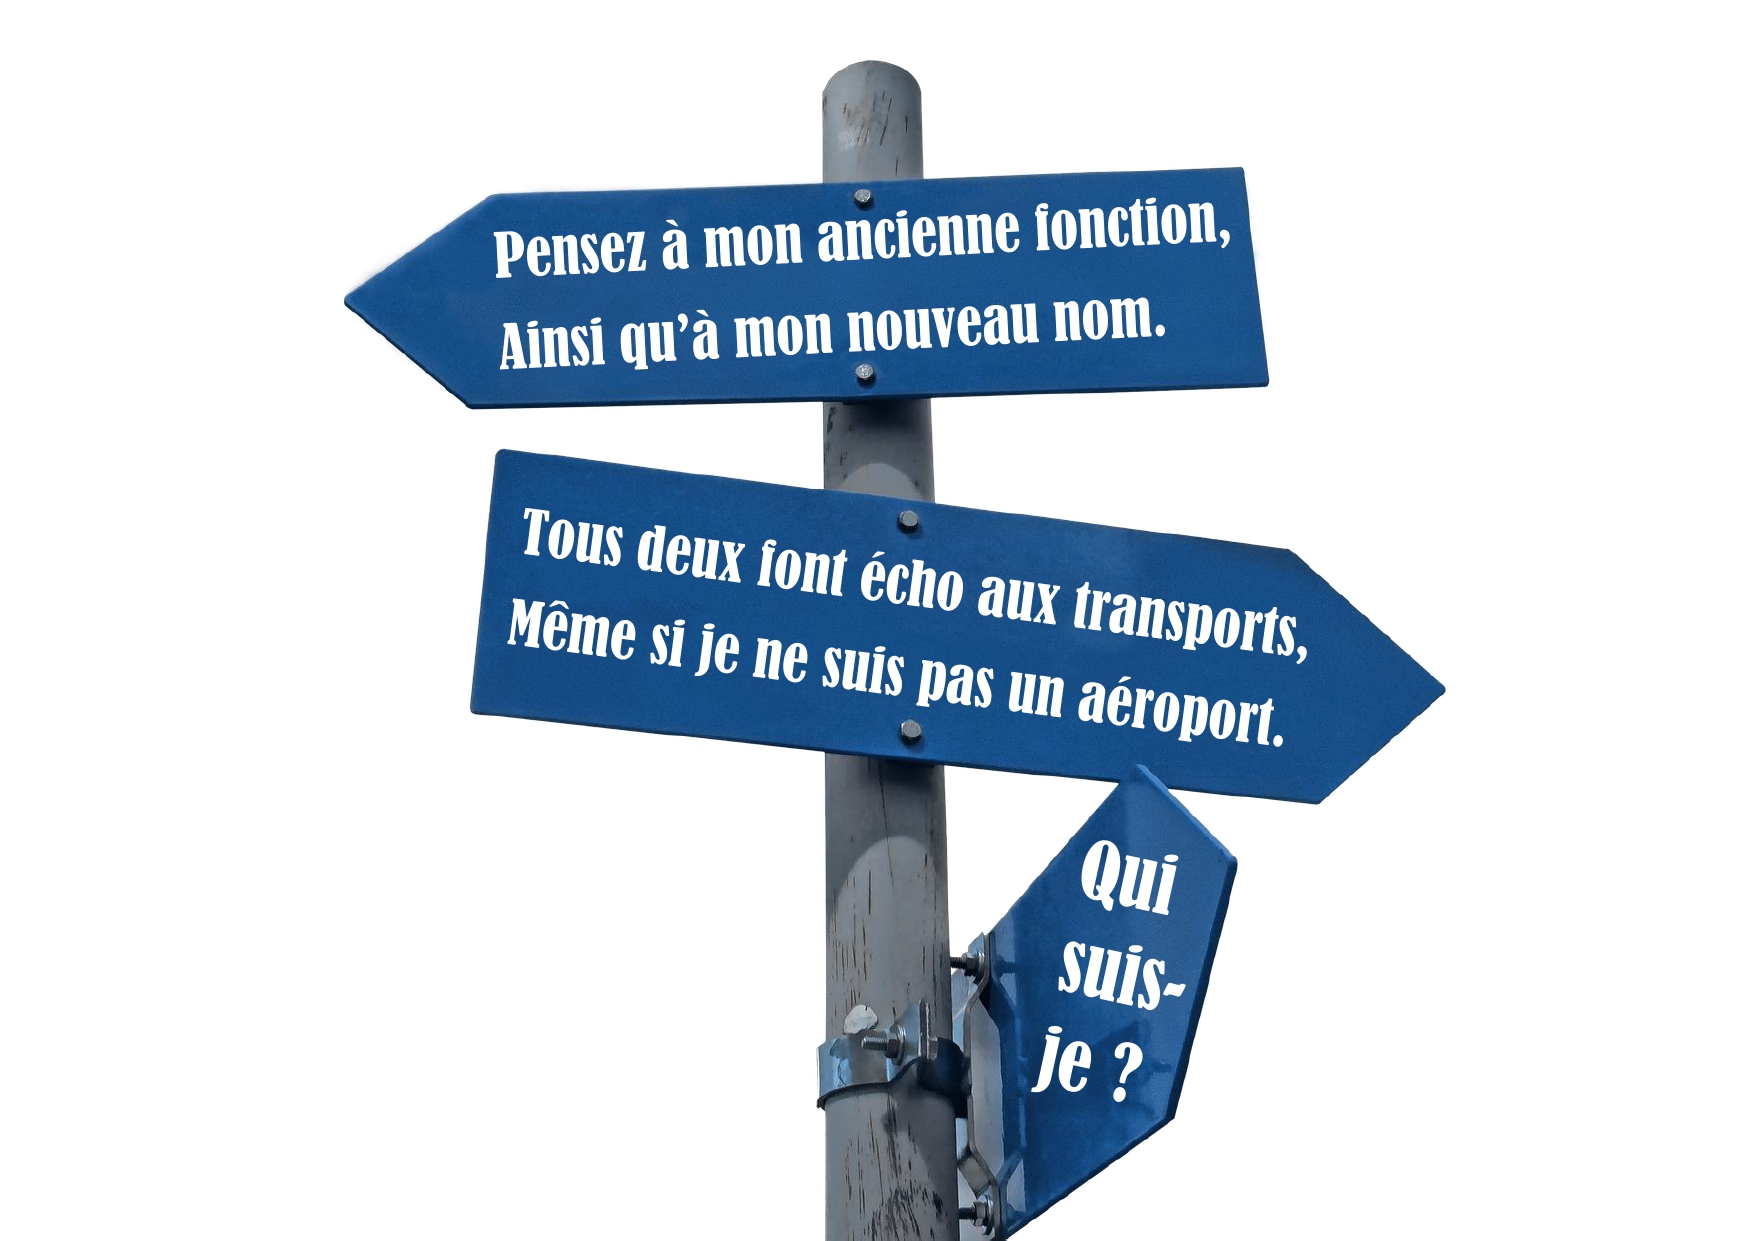 Pensez à mon ancienne fonction,
Ainsi qu’à mon nouveau nom.
Tous deux font écho aux transports,
Même si je ne suis pas un aéroport.
Qui
suis-
je ?